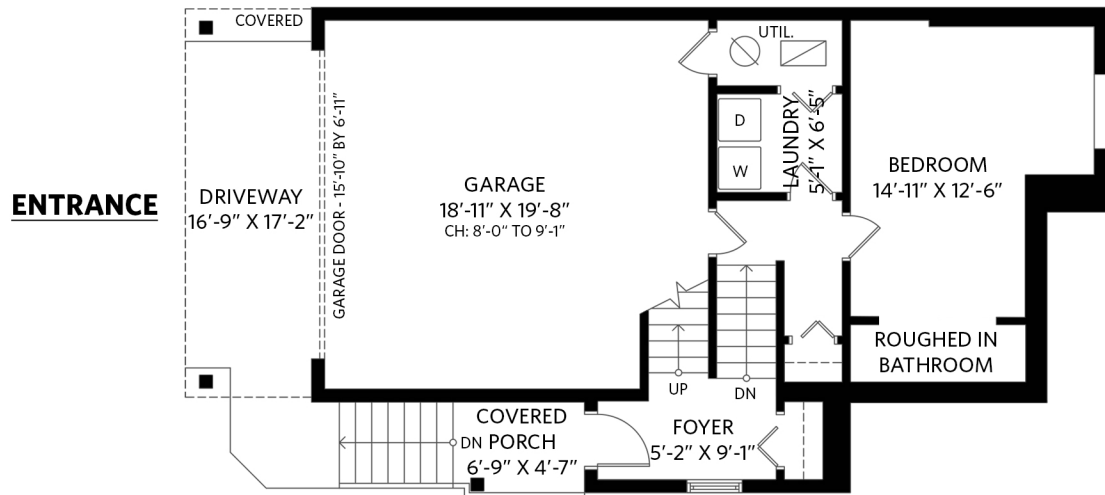 COVERED
UTIL.
ENTRANCE
DRIVEWAY
16'-9" X 17'-2"
GARAGE DOOR - 15'-10" BY 6'-11"
GARAGE
18'-11" X 19'-8"
CH: 8'-0" TO 9'-1"
D
W
LAUNDRY
5'-1" X 6'-5"
BEDROOM
14'-11" X 12'-6"
ROUGHED IN
BATHROOM
UP
DN
COVERED
PORCH
6'-9" X 4'-7"
DN
FOYER
5'-2" X 9'-1"